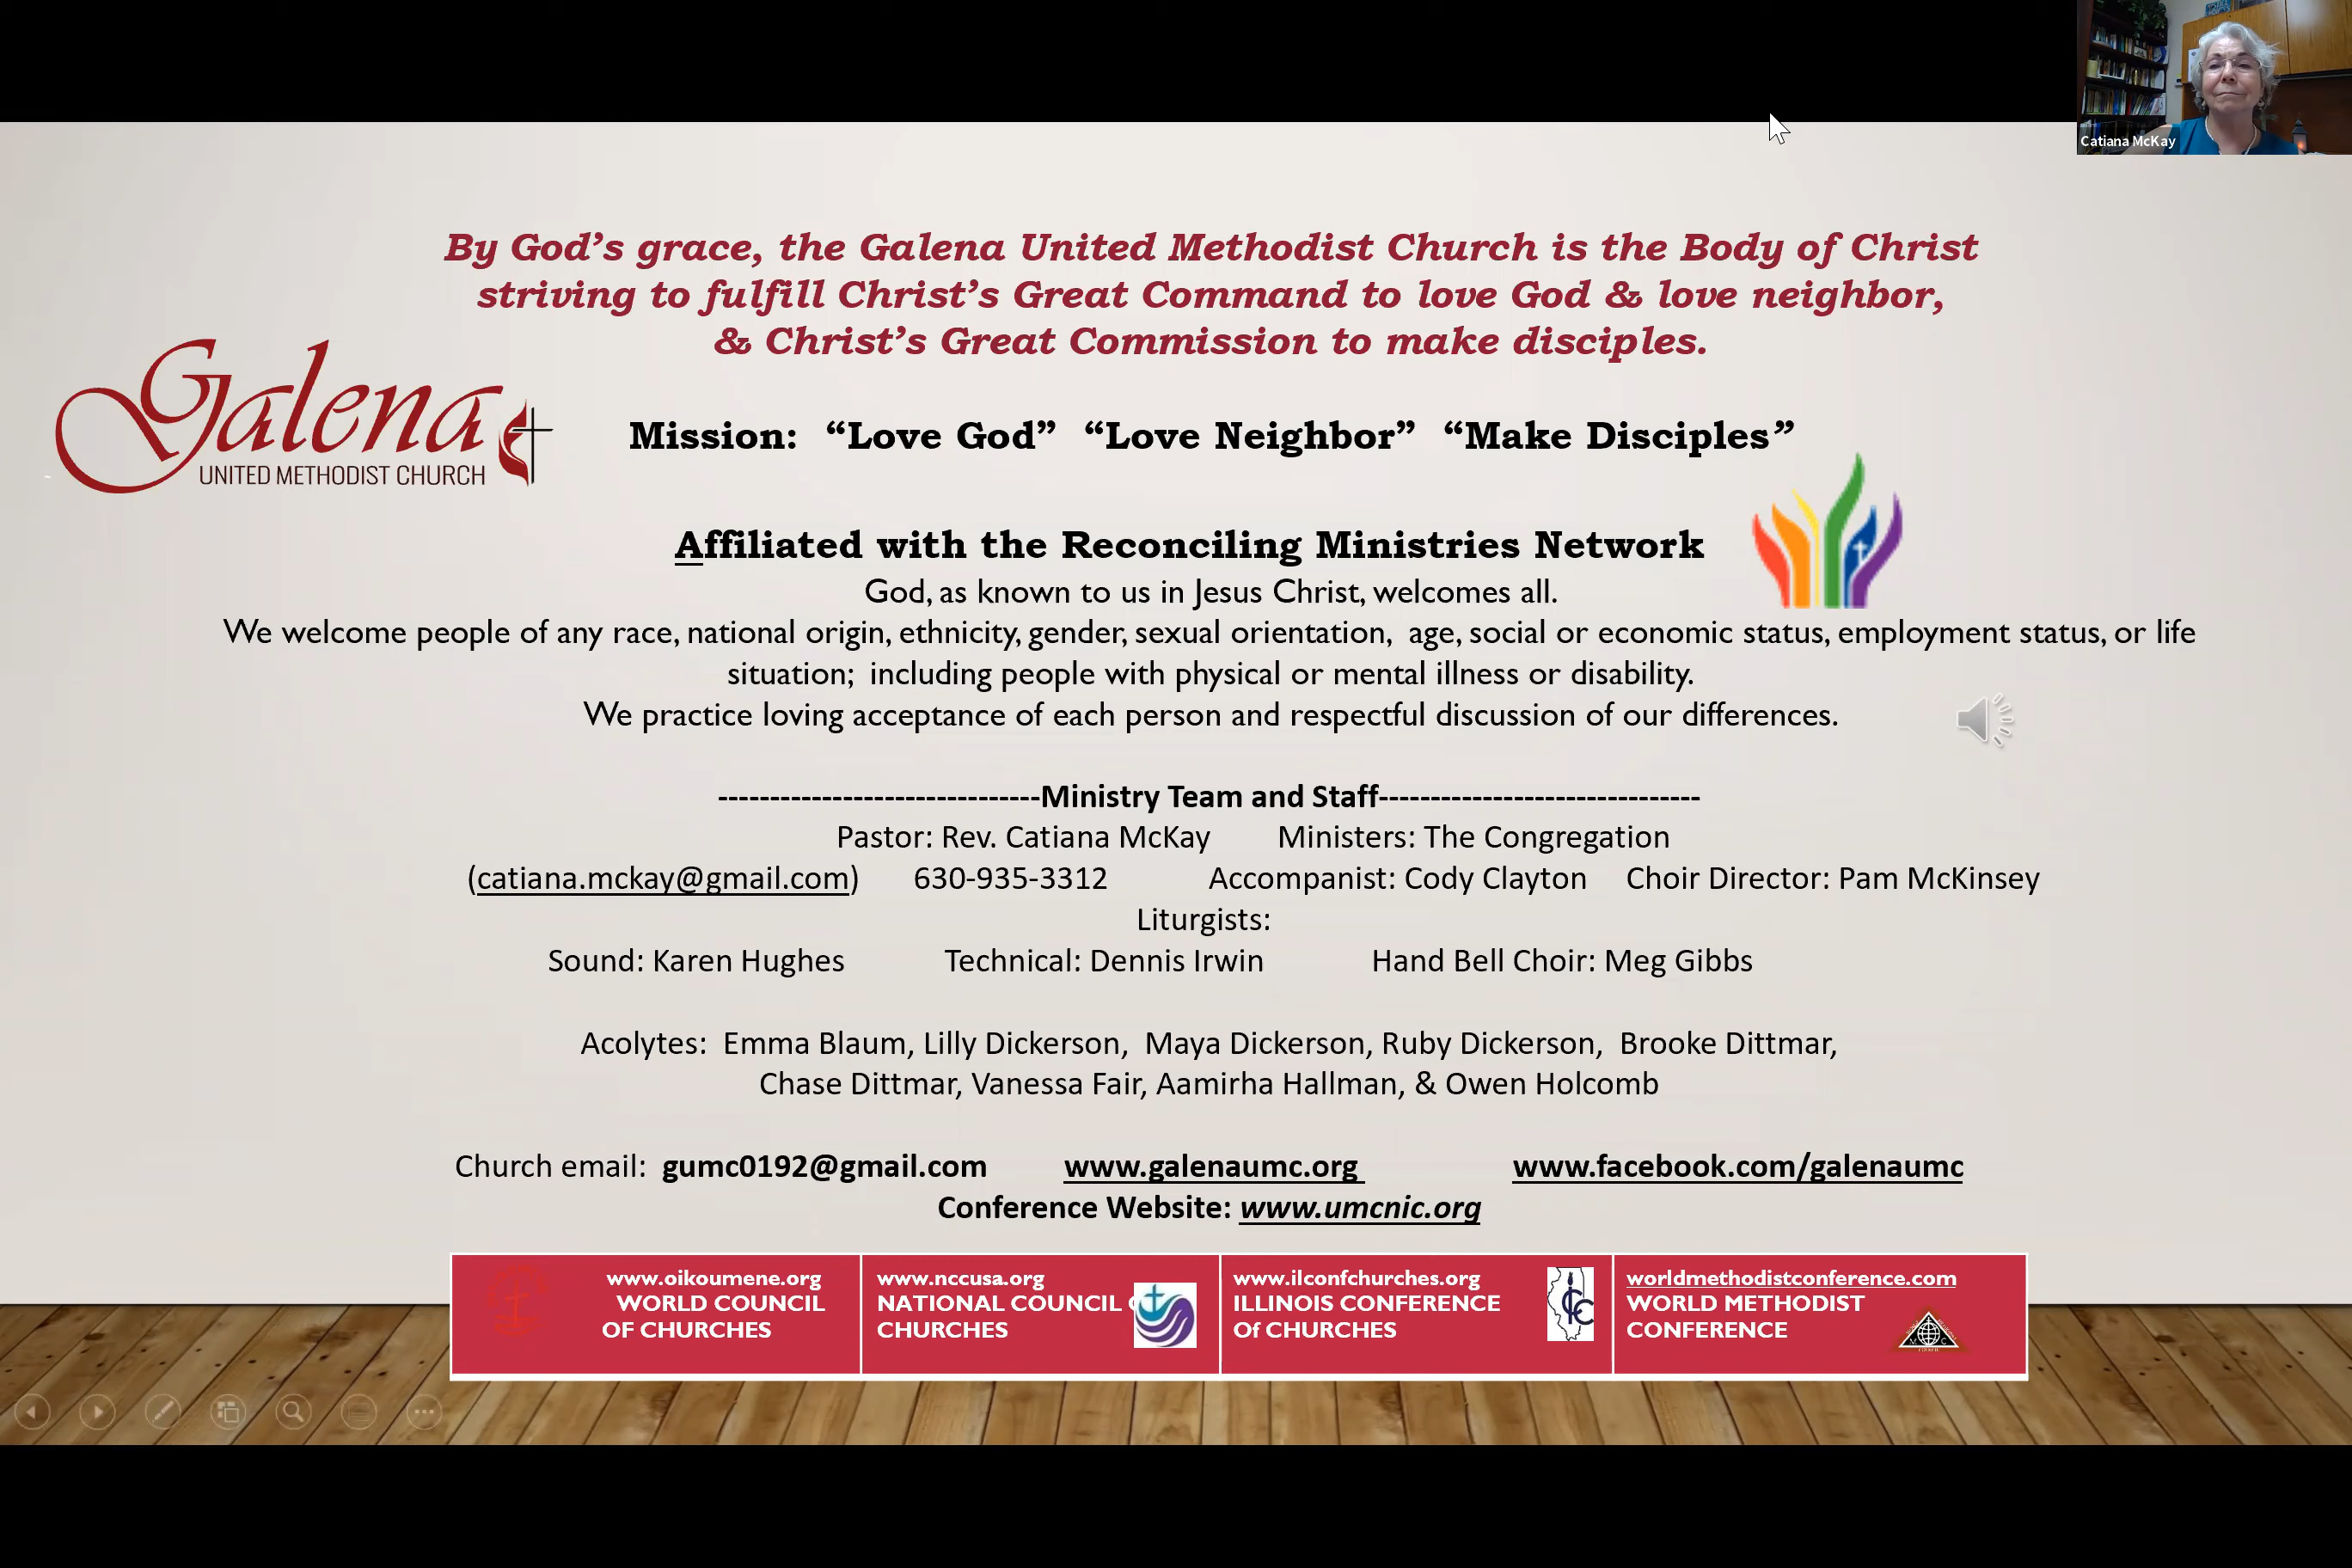 Catiana McKay
By God’s grace, the Galena United Methodist Church is the Body of Christ
striving to fulfill Christ’s Great Command to love God & love neighbor,
& Christ’s Great Commission to make disciples.
Galena
UNITED METHODIST CHURCH
Mission:  “Love God”  “Love Neighbor”  “Make Disciples”
Affiliated with the Reconciling Ministries Network
God, as known to us in Jesus Christ, welcomes all.
We welcome people of any race, national origin, ethnicity, gender, sexual orientation,  age, social or economic status, employment status, or life
situation;  including people with physical or mental illness or disability.
We practice loving acceptance of each person and respectful discussion of our differences.
-------------------------------Ministry Team and Staff-------------------------------
Pastor: Rev. Catiana McKay        Ministers: The Congregation
(catiana.mckay@gmail.com)      630-935-3312            Accompanist: Cody Clayton     Choir Director: Pam McKinsey
Liturgists:
Sound: Karen Hughes            Technical: Dennis Irwin             Hand Bell Choir: Meg Gibbs
Acolytes:  Emma Blaum, Lilly Dickerson,  Maya Dickerson, Ruby Dickerson,  Brooke Dittmar,
Chase Dittmar, Vanessa Fair, Aamirha Hallman, & Owen Holcomb
Church email:  gumc0192@gmail.com         www.galenaumc.org                  www.facebook.com/galenaumc
Conference Website: www.umcnic.org
www.oikoumene.org
WORLD COUNCIL
OF CHURCHES
www.nccusa.org
NATIONAL COUNCIL
CHURCHES
www.ilconfchurches.org
ILLINOIS CONFERENCE
Of CHURCHES
worldmethodistconference.com
WORLD METHODIST
CONFERENCE